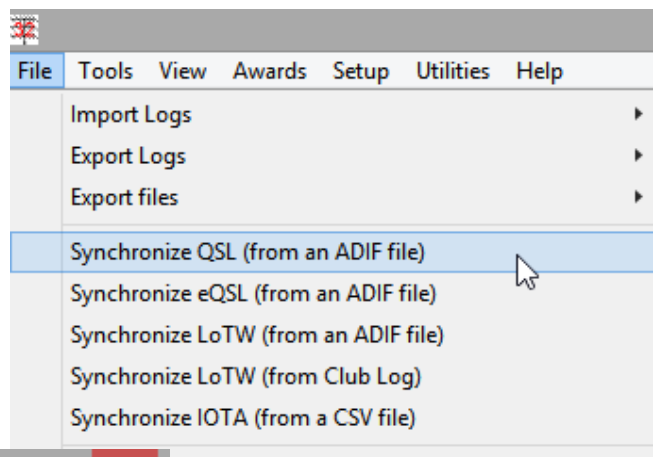 File Tools View Awards Setup Utilities Help
Import Logs
Export Logs
Export files
Synchronize QSL (from an ADIF file)
Synchronize eQSL (from an ADIF file)
Synchronize LoTW (from an ADIF file)
Synchronize LoTW (from Club Log)
Synchronize IOTA (from a CSV file)